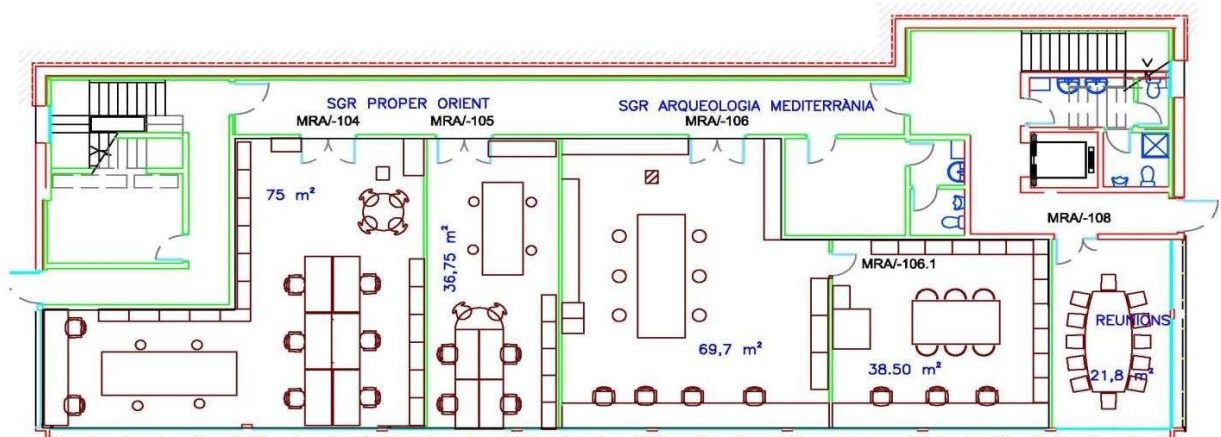 SGR PROPER ORIENT
SGR ARQUEOLOGIA MEDITERRÀNIA
MRA/-104
MRA/-105
MRA/-106
75 m²
36,75 m²
MRA/-108
MRA/-106.1
REUNIONS
69,7 m²
38.50 m²
21,8 m²